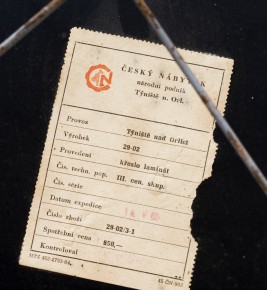 ČESKÝ NÁBYTEK
národní podnik
Týniště n. Orl.
Provoz Týniště nad Orlicí
Výrobek 29-02
Provedení křeslo laminát
Čís. techn. pop. III. cen. skup.
Čís. série
Datum expedice
Číslo zboží 29-02/3-1
Spotřební cena 850,—
Kontroloval